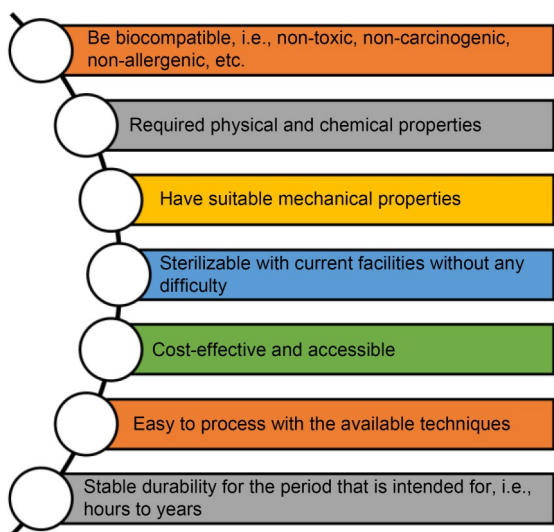 Be biocompatible, i.e., non-toxic, non-carcinogenic,
non-allergenic, etc.
Required physical and chemical properties
Have suitable mechanical properties
Sterilizable with current facilities without any
difficulty
Cost-effective and accessible
Easy to process with the available techniques
Stable durability for the period that is intended for, i.e.,
hours to years